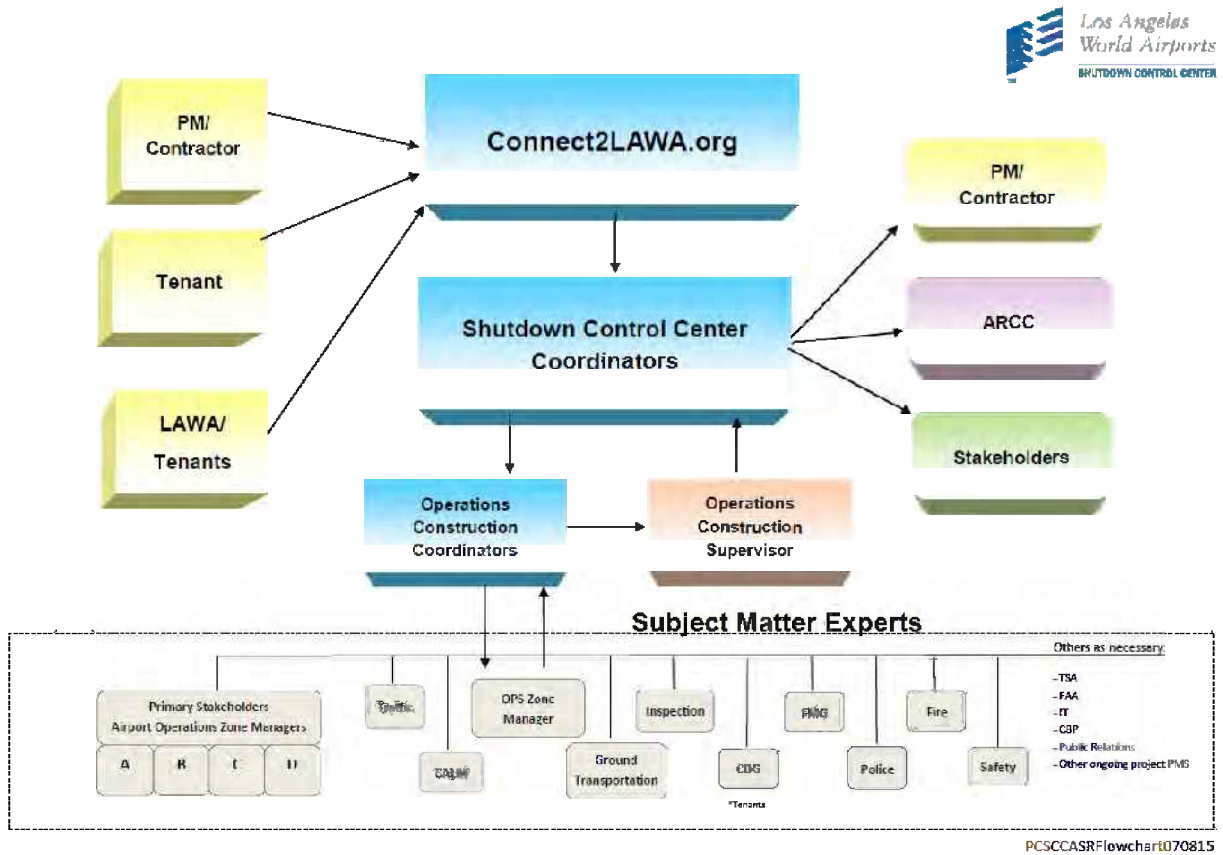 Los Angeles
World Airports
SHUTDOWN CONTROL CENTER
PM/
Contractor
Connect2LAWA.org
PM/
Contractor
Tenant
Shutdown Control Center
Coordinators
ARCC
LAWA/
Tenants
Stakeholders
Operations
Construction
Coordinators
Operations
Construction
Supervisor
Subject Matter Experts
Others as necessary:
-TSA
-FAA
-IT
-CBP
-Public Relations
-Other ongoing project PMS
Primary Stakeholders
Airport Operations Zone Managers
A B C D
Traffic
OPS Zone
Manager
Ground
Transportation
Inspection
CDG
*Tenants
FMG
Police
Fire
Safety
PCSCCASRFlowchart070815